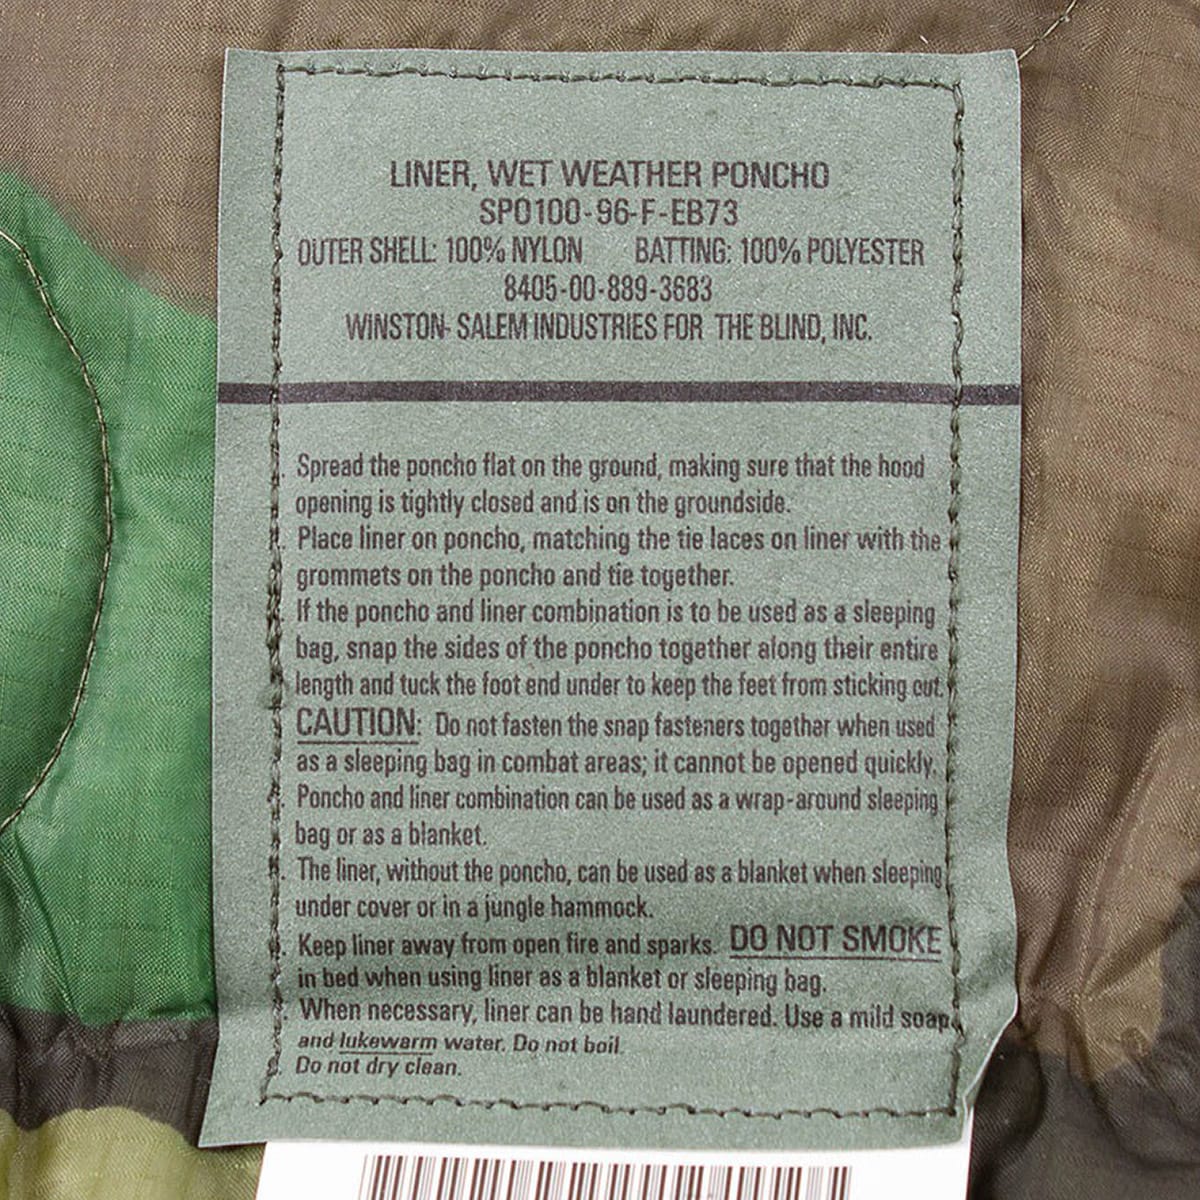 LINER, WET WEATHER PONCHO
SPO100-96-F-EB73
OUTER SHELL: 100% NYLON BATTING: 100% POLYESTER
8405-00-889-3683
WINSTON- SALEM INDUSTRIES FOR THE BLIND, INC.
. Spread the poncho flat on the ground, making sure that the hood
opening is tightly closed and is on the groundside.
. Place liner on poncho, matching the tie laces on liner with the
grommets on the poncho and tie together.
. If the poncho and liner combination is to be used as a sleeping
bag, snap the sides of the poncho together along their entire
length and tuck the foot end under to keep the feet from sticking out.
CAUTION: Do not fasten the snap fasteners together when used
as a sleeping bag in combat areas; it cannot be opened quickly.
. Poncho and liner combination can be used as a wrap-around sleeping
bag or as a blanket.
. The liner, without the poncho, can be used as a blanket when sleeping
under cover or in a jungle hammock.
. Keep liner away from open fire and sparks. DO NOT SMOKE
in bed when using liner as a blanket or sleeping bag.
. When necessary, liner can be hand laundered. Use a mild soap
and lukewarm water. Do not boil.
. Do not dry clean.